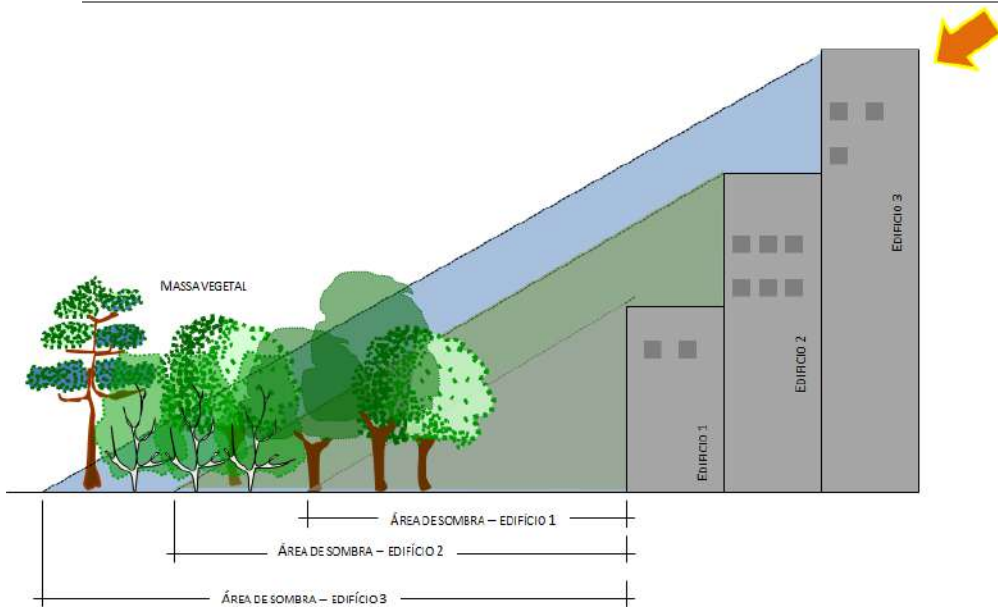 MASSA VEGETAL
EDIFÍCIO 3
EDIFÍCIO 2
EDIFÍCIO 1
ÁREA DE SOMBRA – EDIFÍCIO 1
ÁREA DE SOMBRA – EDIFÍCIO 2
ÁREA DE SOMBRA – EDIFÍCIO 3